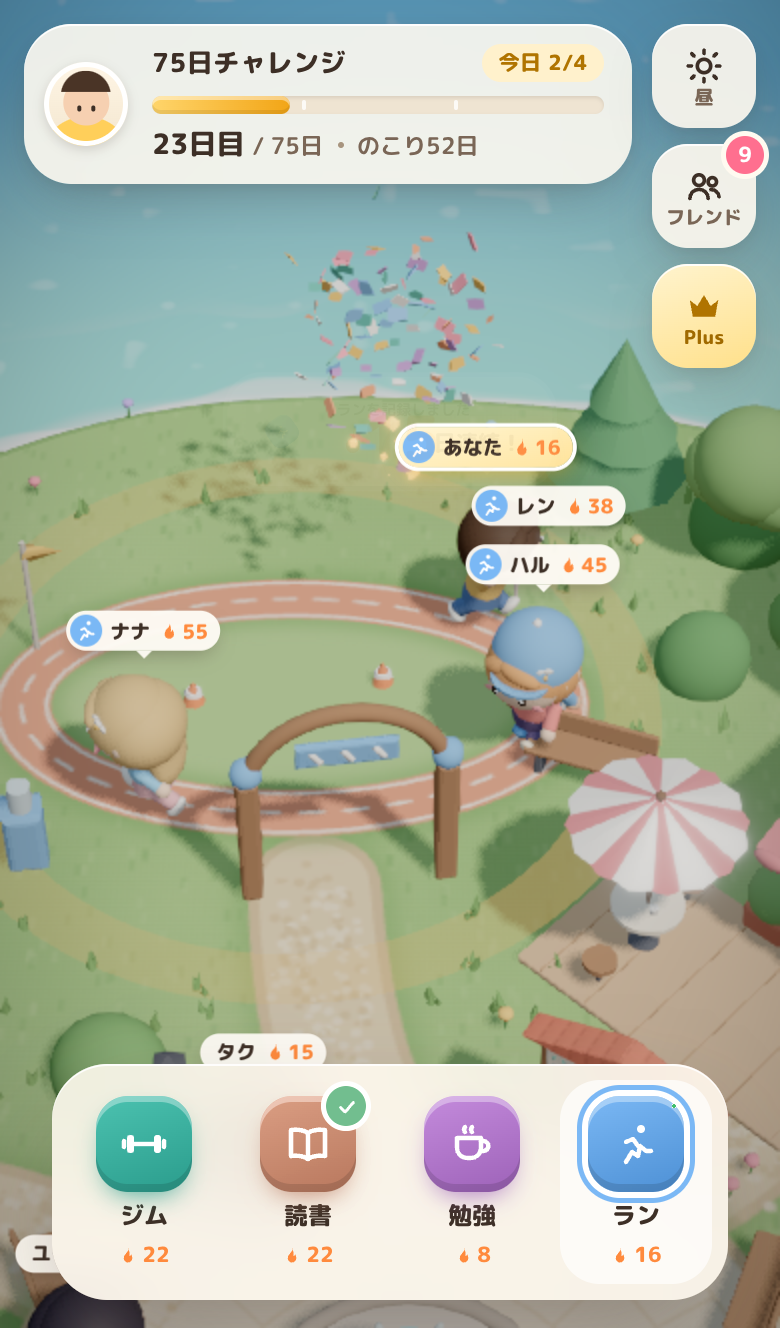 75日チャレンジ
今日 2/4
23日目 / 75日 • のこり52日
昼
9
フレンド
Plus
あなた 16
レン 38
ハル 45
ナナ 55
タク 15
ジム
22
読書
22
勉強
8
ラン
16
ユ